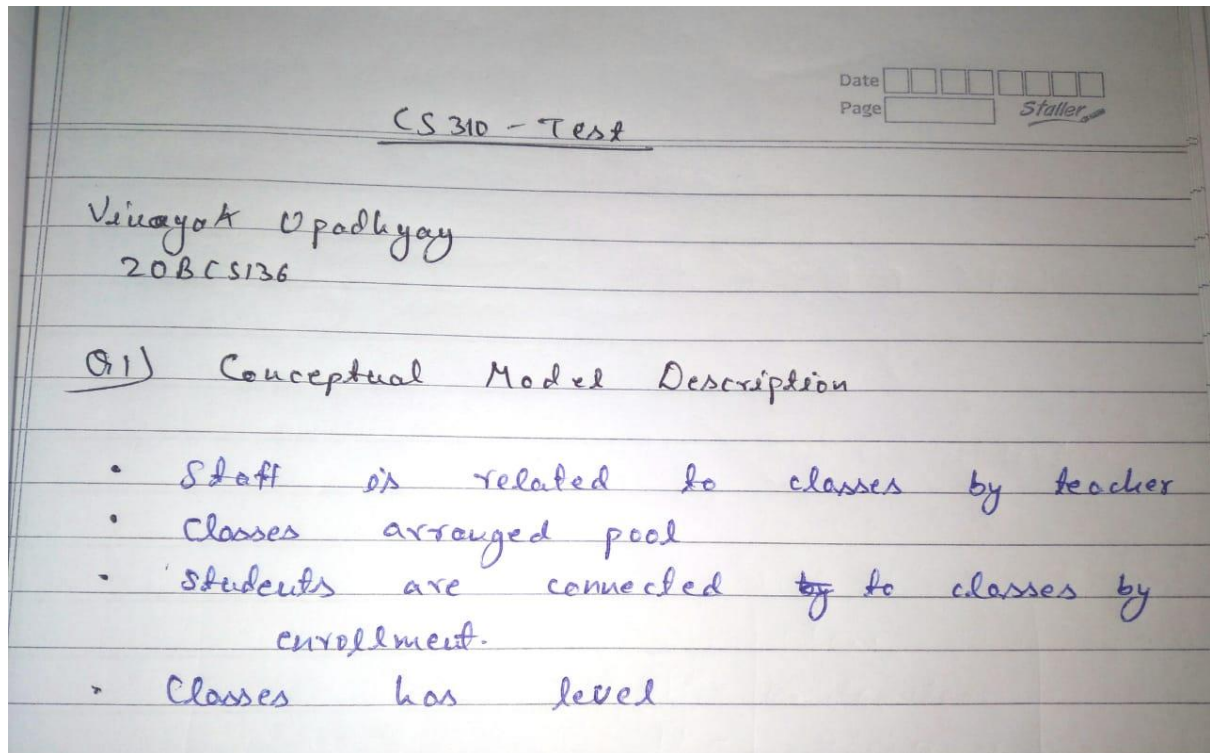 Date
Page Staller
CS 310 - Test
Vinayak Upadhyay
20BCS136
Q1) Conceptual Model Description
• Staff is related to classes by teacher
• Classes arranged pool
• Students are connected by to classes by
enrollment.
• Classes has level